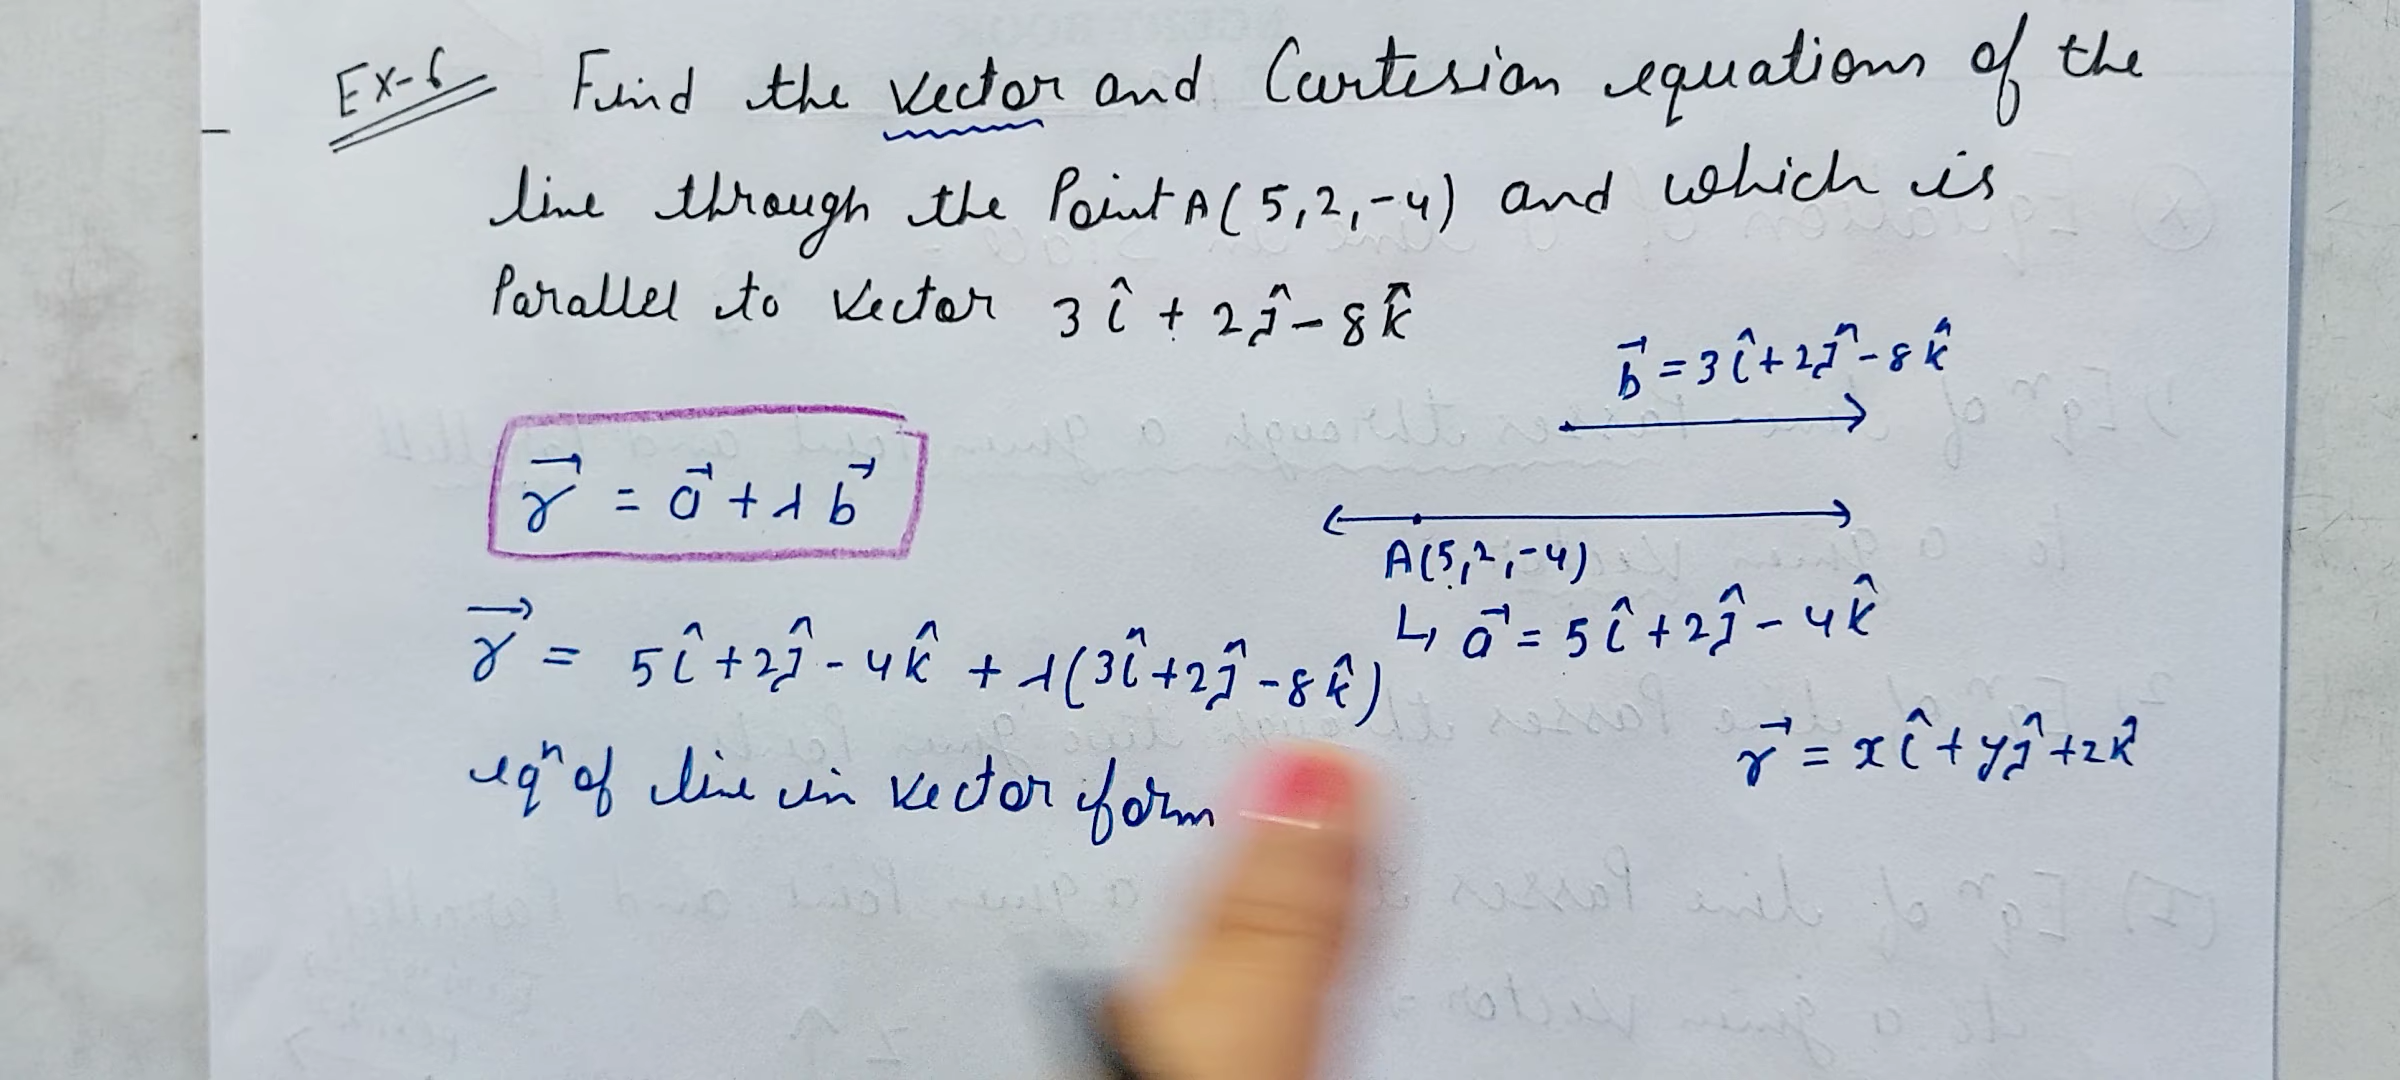 Ex-6 Find the vector and Cartesian equations of the
line through the Point A(5,2,-4) and which is
Parallel to vector 3î + 2ĵ - 8k̂
b⃗ = 3î + 2ĵ - 8k̂
r⃗ = a⃗ + λb⃗
A(5,2,-4)
↳ a⃗ = 5î + 2ĵ - 4k̂
r⃗ = 5î + 2ĵ - 4k̂ + λ(3î + 2ĵ - 8k̂)
r⃗ = xî + yĵ + zk̂
eqⁿ of line in vector form